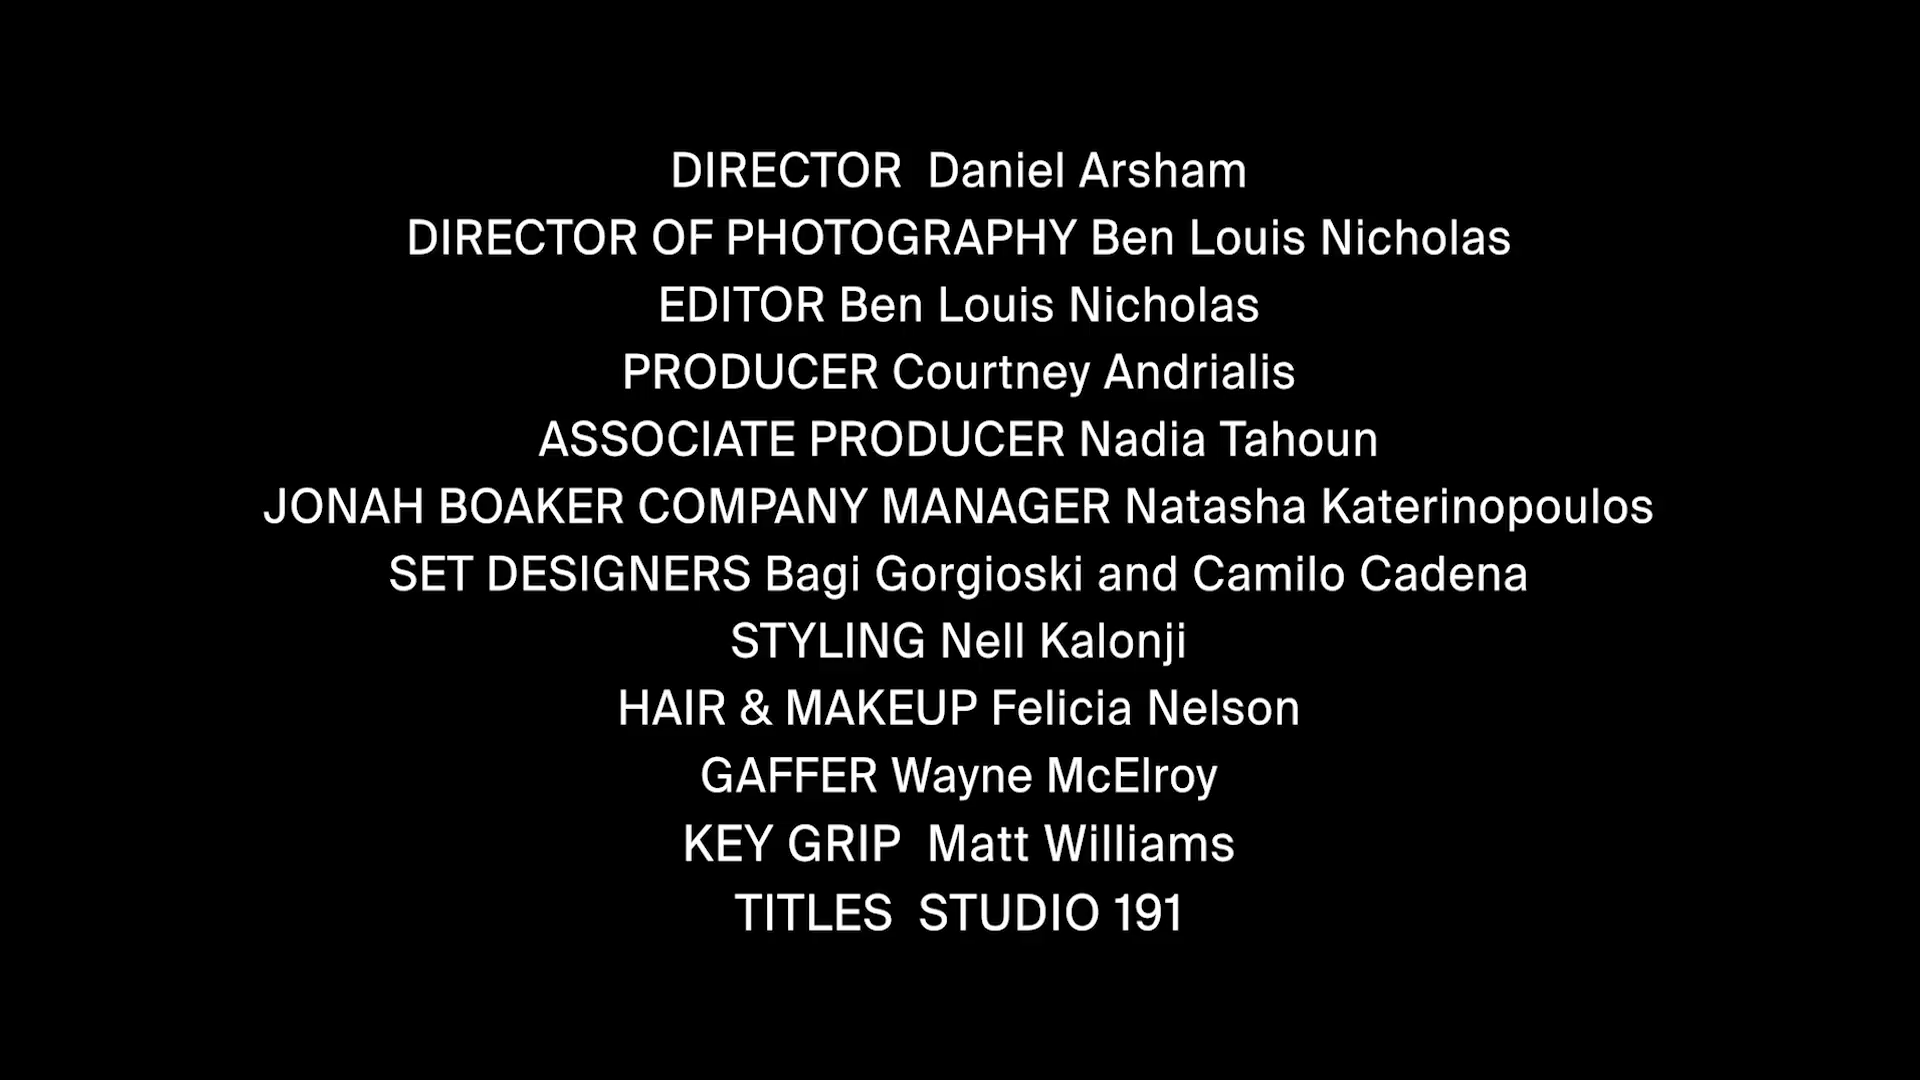 DIRECTOR  Daniel Arsham
DIRECTOR OF PHOTOGRAPHY Ben Louis Nicholas
EDITOR Ben Louis Nicholas
PRODUCER Courtney Andrialis
ASSOCIATE PRODUCER Nadia Tahoun
JONAH BOAKER COMPANY MANAGER Natasha Katerinopoulos
SET DESIGNERS Bagi Gorgioski and Camilo Cadena
STYLING Nell Kalonji
HAIR & MAKEUP Felicia Nelson
GAFFER Wayne McElroy
KEY GRIP  Matt Williams
TITLES  STUDIO 191